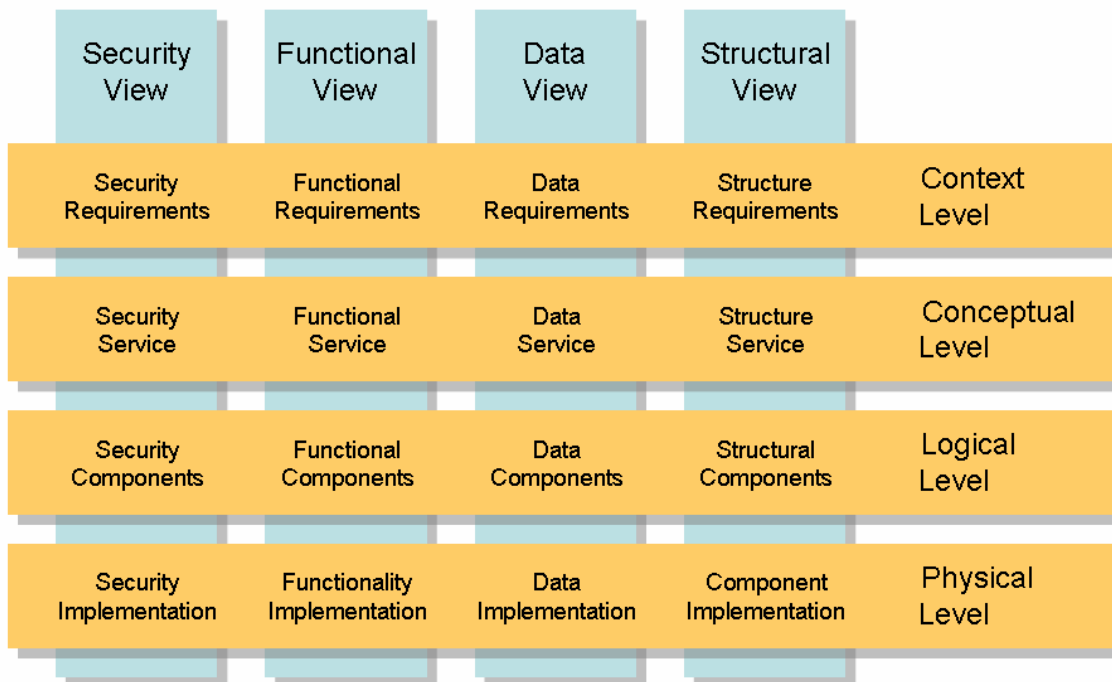 Security
View
Functional
View
Data
View
Structural
View
Security
Requirements
Functional
Requirements
Data
Requirements
Structure
Requirements
Context
Level
Security
Service
Functional
Service
Data
Service
Structure
Service
Conceptual
Level
Security
Components
Functional
Components
Data
Components
Structural
Components
Logical
Level
Security
Implementation
Functionality
Implementation
Data
Implementation
Component
Implementation
Physical
Level